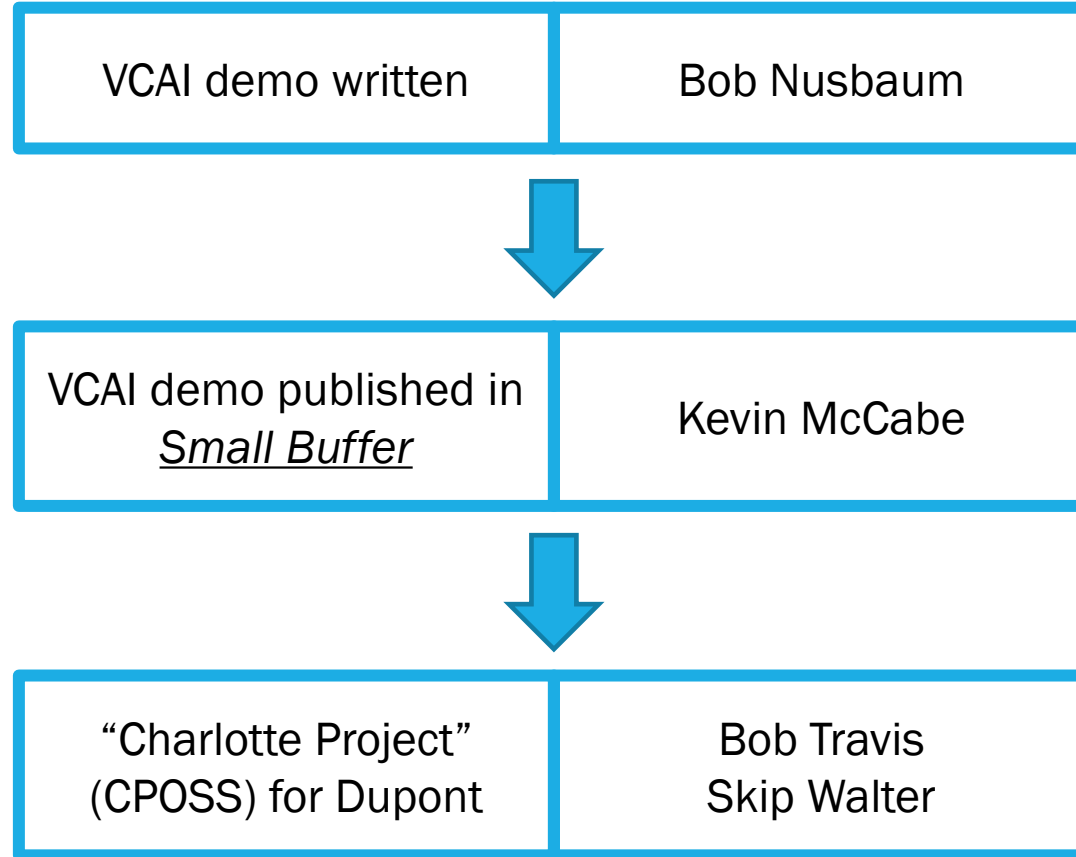 VCAI demo written
Bob Nusbaum
VCAI demo published in
Small Buffer
Kevin McCabe
“Charlotte Project”
(CPOSS) for Dupont
Bob Travis
Skip Walter